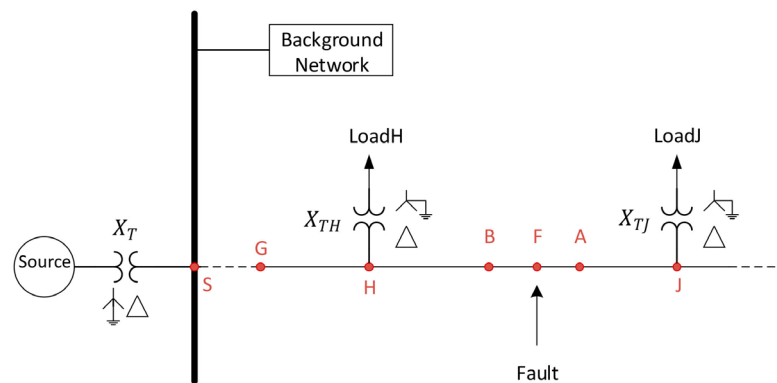 Background
Network
LoadH
LoadJ
X_T
X_TH
X_TJ
Source
G
B
F
A
S
H
J
Fault